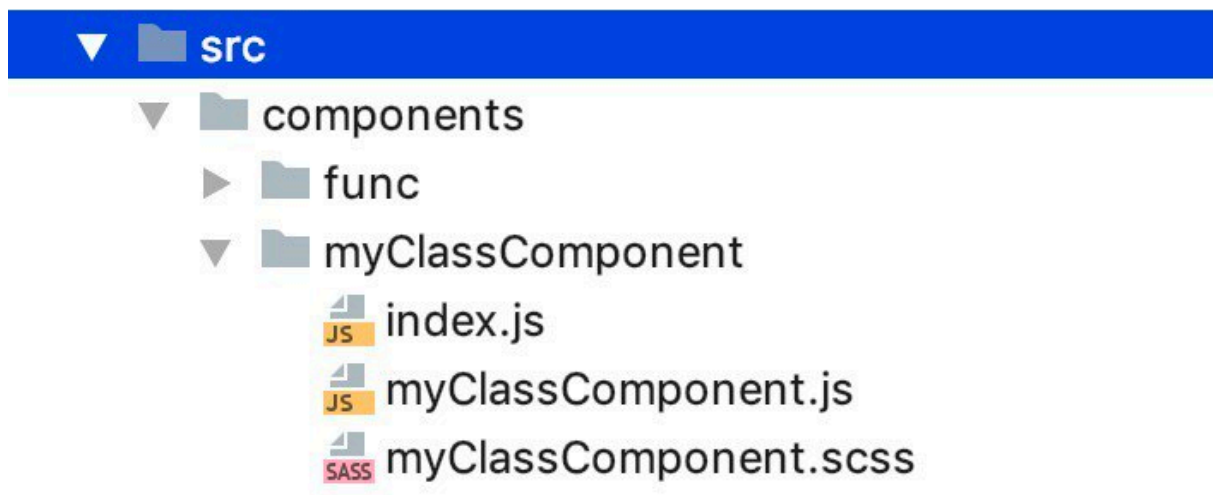 src
components
func
myClassComponent
JS index.js
JS myClassComponent.js
SASS myClassComponent.scss